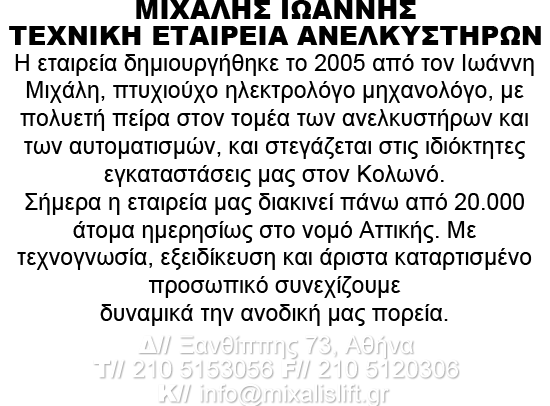 ΜΙΧΑΛΗΣ ΙΩΑΝΝΗΣ
ΤΕΧΝΙΚΗ ΕΤΑΙΡΕΙΑ ΑΝΕΛΚΥΣΤΗΡΩΝ
Η εταιρεία δημιουργήθηκε το 2005 από τον Ιωάννη
Μιχάλη, πτυχιούχο ηλεκτρολόγο μηχανολόγο, με
πολυετή πείρα στον τομέα των ανελκυστήρων και
των αυτοματισμών, και στεγάζεται στις ιδιόκτητες
εγκαταστάσεις μας στον Κολωνό.
Σήμερα η εταιρεία μας διακινεί πάνω από 20.000
άτομα ημερησίως στο νομό Αττικής. Με
τεχνογνωσία, εξειδίκευση και άριστα καταρτισμένο
προσωπικό συνεχίζουμε
δυναμικά την ανοδική μας πορεία.
Δ// Ξανθίππης 73, Αθήνα
Τ// 210 5153056 F// 210 5120306
Κ// info@mixalislift.gr